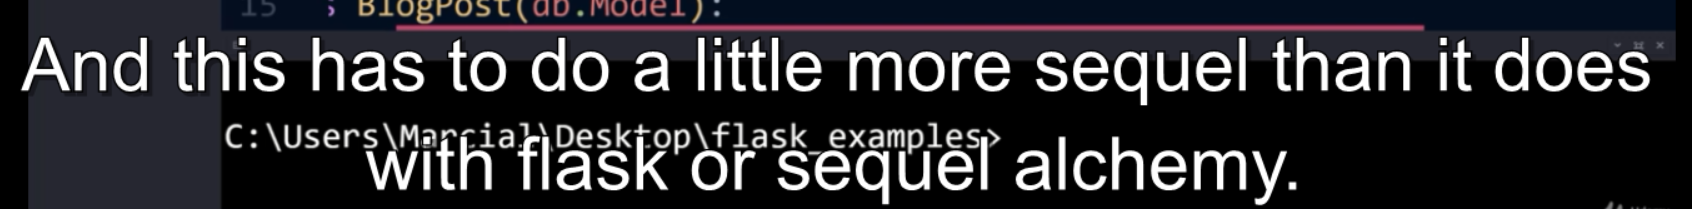 15 ; BlogPost(db.Model):
And this has to do a little more sequel than it does
C:\Users\Marcial\Desktop\flask_examples>
with flask or sequel alchemy.